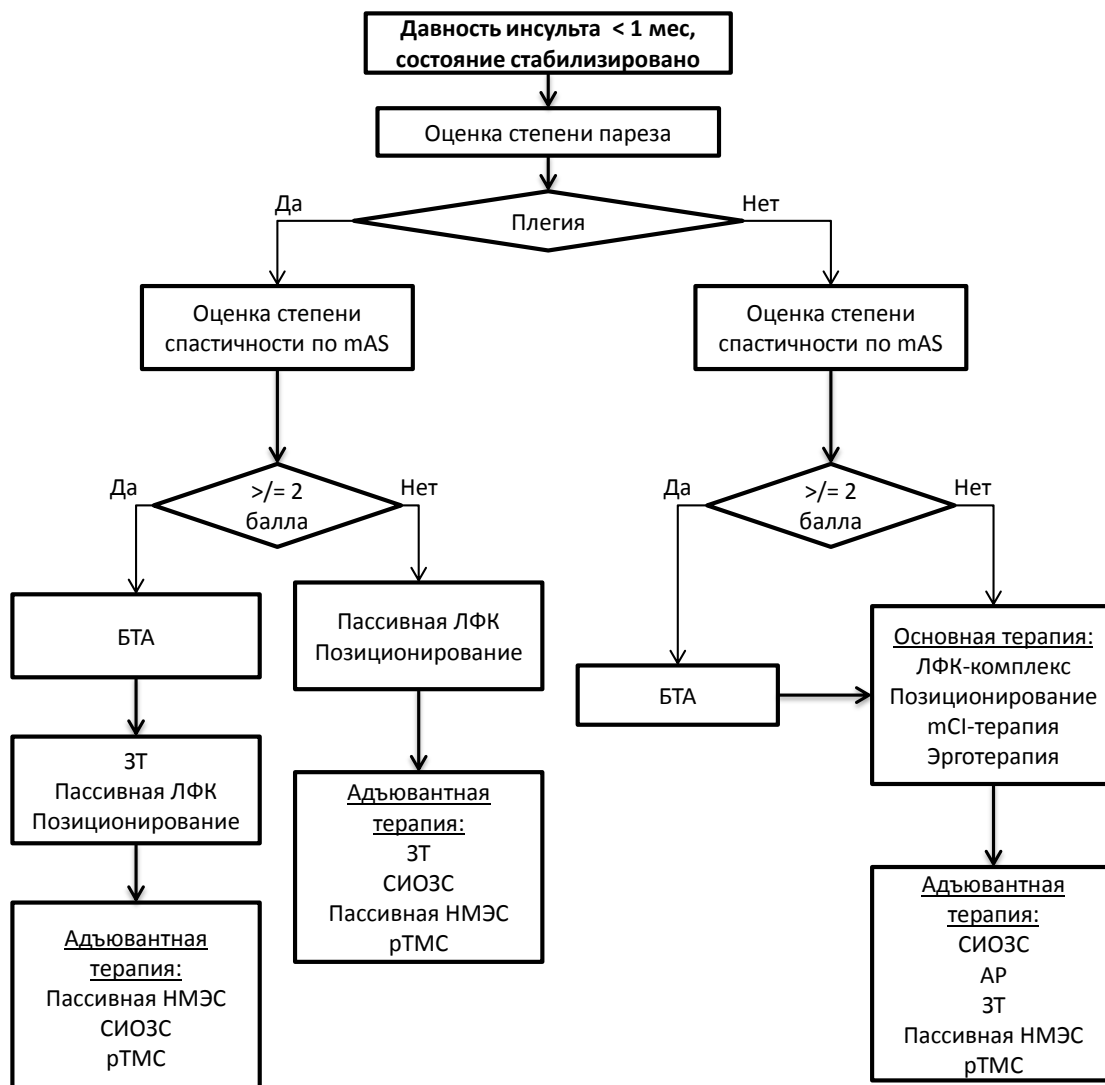 Давность инсульта < 1 мес,
состояние стабилизировано
Оценка степени пареза
Да
Нет
Плегия
Оценка степени
спастичности по mAS
Оценка степени
спастичности по mAS
Да
>/= 2
балла
Нет
Да
>/= 2
балла
Нет
БТА
Пассивная ЛФК
Позиционирование
БТА
Основная терапия:
ЛФК-комплекс
Позиционирование
mCI-терапия
Эрготерапия
ЗТ
Пассивная ЛФК
Позиционирование
Адъювантная
терапия:
ЗТ
СИОЗС
Пассивная НМЭС
рТМС
Адъювантная
терапия:
Пассивная НМЭС
СИОЗС
рТМС
Адъювантная
терапия:
СИОЗС
АР
ЗТ
Пассивная НМЭС
рТМС